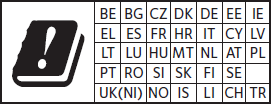 BE BG CZ DK DE EE IE
EL ES FR HR IT CY LV
LT LU HU MT NL AT PL
PT RO SI SK FI SE
UK(NI) NO IS LI CH TR